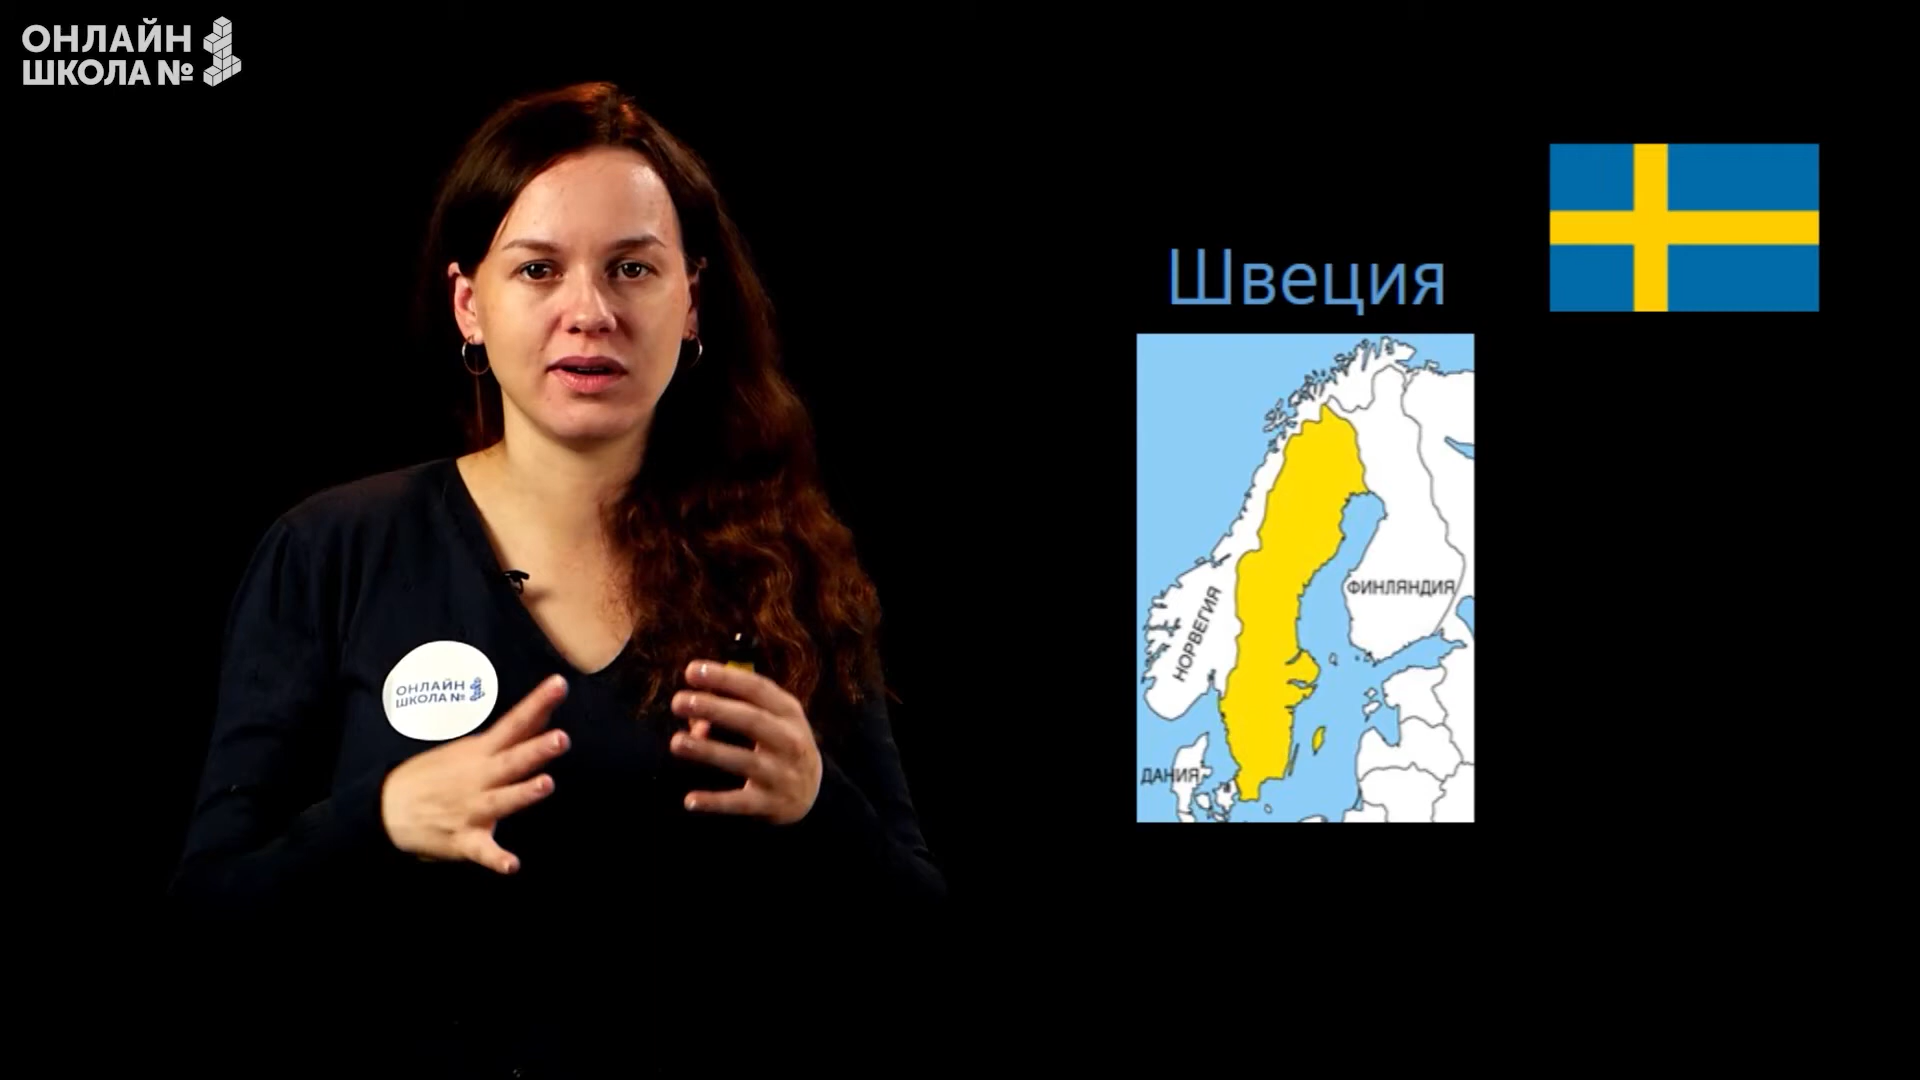 ОНЛАЙН
ШКОЛА №
Швеция
ФИНЛЯНДИЯ
НОРВЕГИЯ
ОНЛАЙН
ШКОЛА №
ДАНИЯ